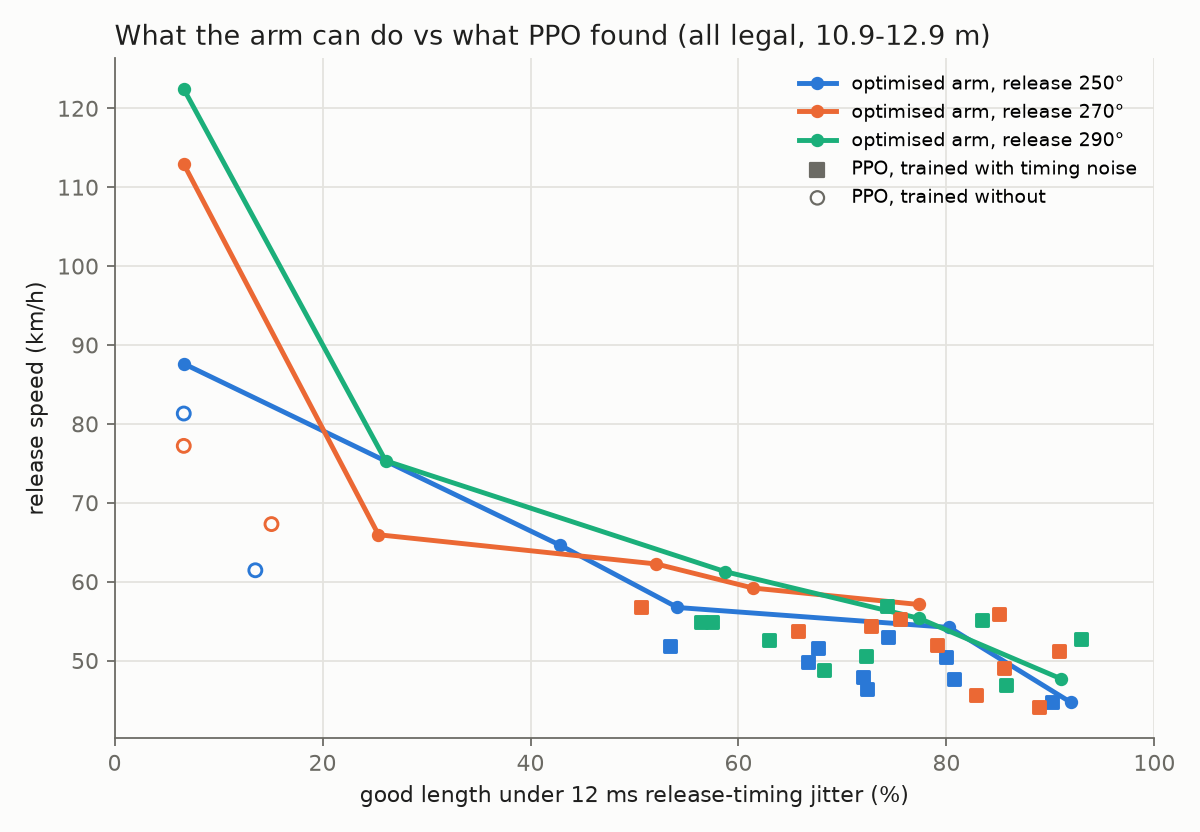 What the arm can do vs what PPO found (all legal, 10.9-12.9 m)
optimised arm, release 250°
optimised arm, release 270°
optimised arm, release 290°
PPO, trained with timing noise
PPO, trained without
release speed (km/h)
120
110
100
90
80
70
60
50
0
20
40
60
80
100
good length under 12 ms release-timing jitter (%)